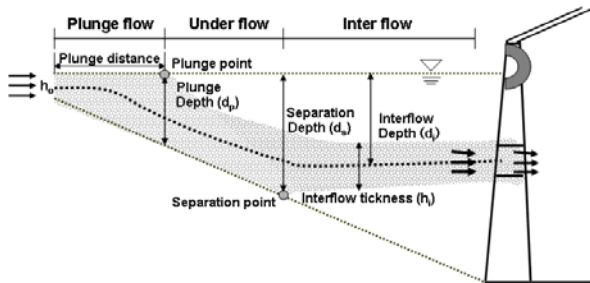 Plunge flow
Under flow
Inter flow
Plunge distance
Plunge point
hₒ
Plunge
Depth (dₚ)
Separation
Depth (dₛ)
Interflow
Depth (dᵢ)
Separation point
Interflow tickness (hᵢ)